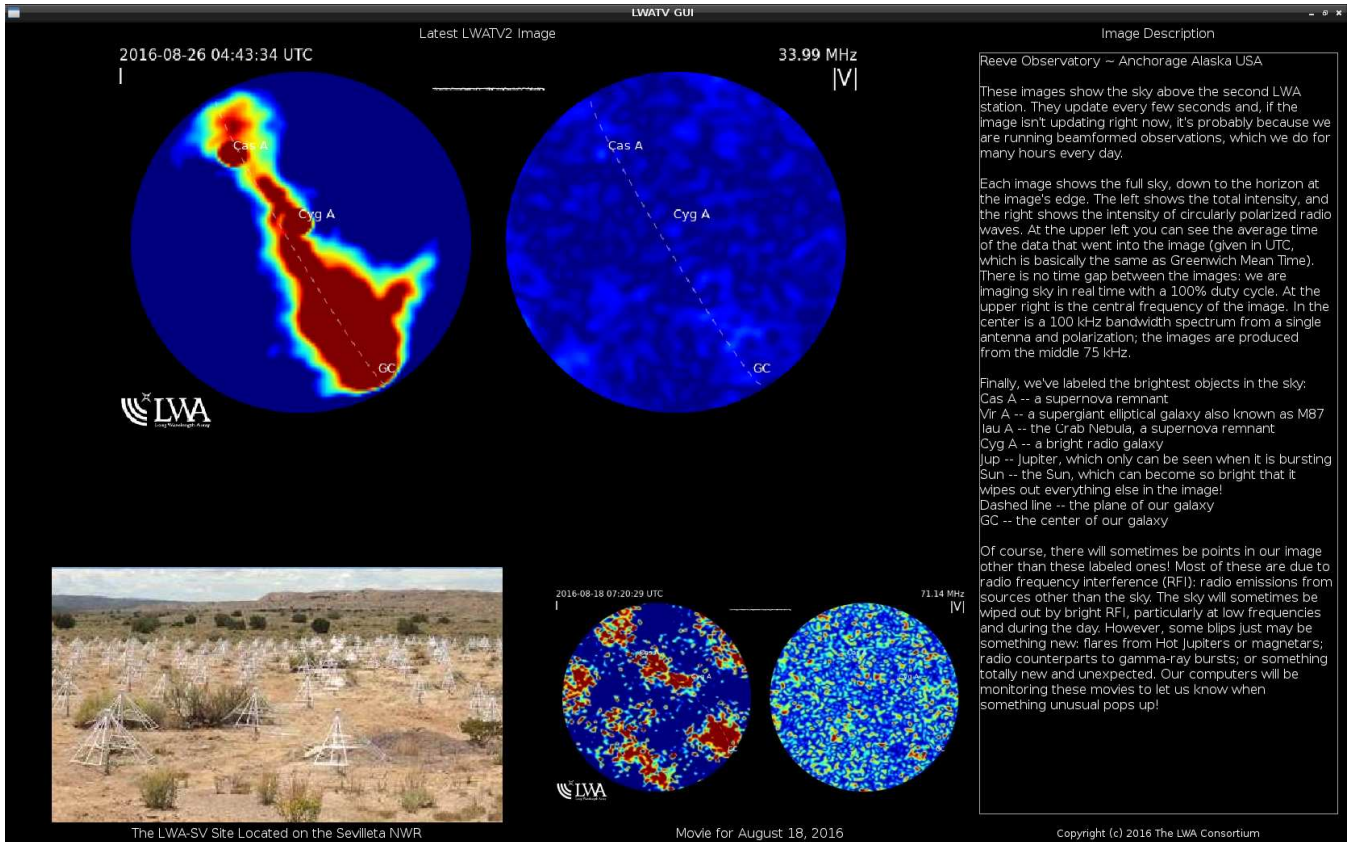 LWATV GUI
Latest LWATV2 Image
2016-08-26 04:43:34 UTC
33.99 MHz
I
|V|
Cas A
Cyg A
GC
Cas A
Cyg A
GC
LWA
Long Wavelength Array
Image Description
Reeve Observatory ~ Anchorage Alaska USA
These images show the sky above the second LWA
station. They update every few seconds and, if the
image isn't updating right now, it's probably because we
are running beamformed observations, which we do for
many hours every day.
Each image shows the full sky, down to the horizon at
the image's edge. The left shows the total intensity, and
the right shows the intensity of circularly polarized radio
waves. At the upper left you can see the average time
of the data that went into the image (given in UTC,
which is basically the same as Greenwich Mean Time).
There is no time gap between the images: we are
imaging sky in real time with a 100% duty cycle. At the
upper right is the central frequency of the image. In the
center is a 100 kHz bandwidth spectrum from a single
antenna and polarization; the images are produced
from the middle 75 kHz.
Finally, we've labeled the brightest objects in the sky:
Cas A -- a supernova remnant
Vir A -- a supergiant elliptical galaxy also known as M87
Tau A -- the Crab Nebula, a supernova remnant
Cyg A -- a bright radio galaxy
Jup -- Jupiter, which only can be seen when it is bursting
Sun -- the Sun, which can become so bright that it
wipes out everything else in the image!
Dashed line -- the plane of our galaxy
GC -- the center of our galaxy
Of course, there will sometimes be points in our image
other than these labeled ones! Most of these are due to
radio frequency interference (RFI): radio emissions from
sources other than the sky. The sky will sometimes be
wiped out by bright RFI, particularly at low frequencies
and during the day. However, some blips just may be
something new: flares from Hot Jupiters or magnetars;
radio counterparts to gamma-ray bursts; or something
totally new and unexpected. Our computers will be
monitoring these movies to let us know when
something unusual pops up!
2016-08-18 07:20:29 UTC
71.14 MHz
I
|V|
LWA
The LWA-SV Site Located on the Sevilleta NWR
Movie for August 18, 2016
Copyright (c) 2016 The LWA Consortium